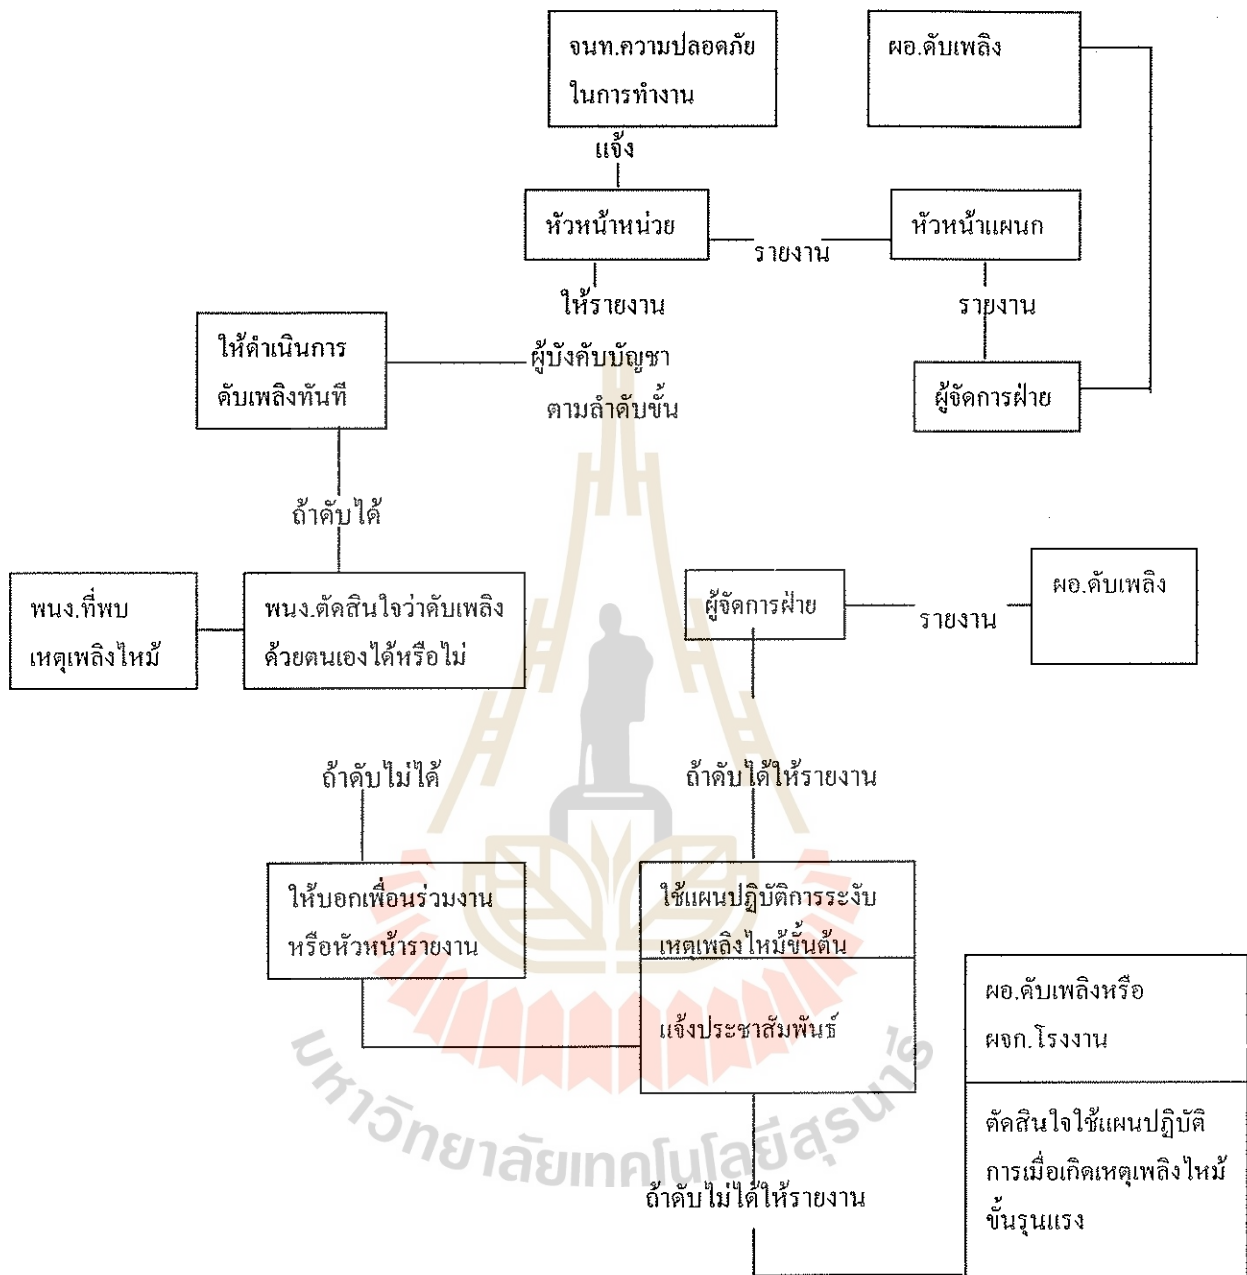 จนท.ความปลอดภัย
ในการทำงาน
ผอ.ดับเพลิง
แจ้ง
หัวหน้าหน่วย
รายงาน
หัวหน้าแผนก
ให้รายงาน
ผู้บังคับบัญชา
ตามลำดับขั้น
รายงาน
ผู้จัดการฝ่าย
ให้ดำเนินการ
ดับเพลิงทันที
ถ้าดับได้
พนง.ที่พบ
เหตุเพลิงไหม้
พนง.ตัดสินใจว่าดับเพลิง
ด้วยตนเองได้หรือไม่
ผู้จัดการฝ่าย
รายงาน
ผอ.ดับเพลิง
ถ้าดับไม่ได้
ถ้าดับได้ให้รายงาน
ให้บอกเพื่อนร่วมงาน
หรือหัวหน้ารายงาน
ใช้แผนปฏิบัติการระงับ
เหตุเพลิงไหม้ขั้นต้น
แจ้งประชาสัมพันธ์
ผอ.ดับเพลิงหรือ
ผจก.โรงงาน
ตัดสินใจใช้แผนปฏิบัติ
การเมื่อเกิดเหตุเพลิงไหม้
ขั้นรุนแรง
ถ้าดับไม่ได้ให้รายงาน
มหาวิทยาลัยเทคโนโลยีสุรนารี